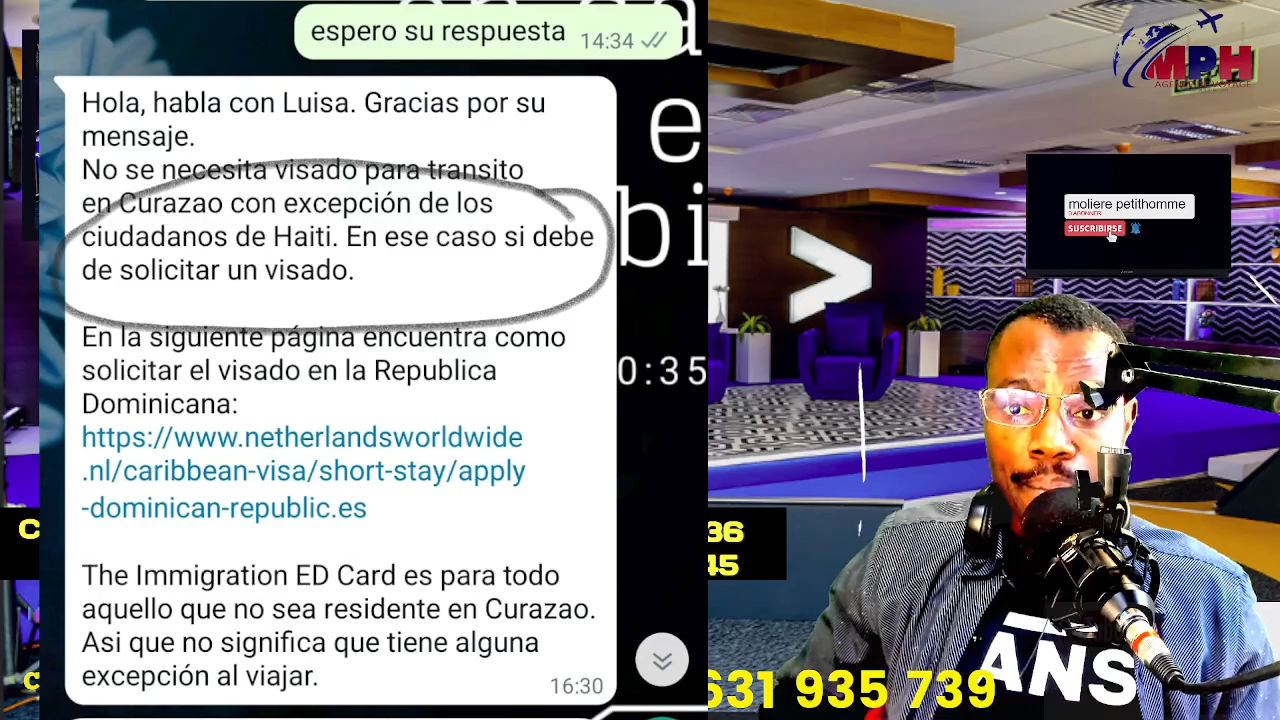 espero su respuesta
14:34
Hola, habla con Luisa. Gracias por su
mensaje.
No se necesita visado para transito
en Curazao con excepción de los
ciudadanos de Haiti. En ese caso si debe
de solicitar un visado.
En la siguiente página encuentra como
solicitar el visado en la Republica
Dominicana:
https://www.netherlandsworldwide
.nl/caribbean-visa/short-stay/apply
-dominican-republic.es
The Immigration ED Card es para todo
aquello que no sea residente en Curazao.
Asi que no significa que tiene alguna
excepción al viajar.
16:30
e
bi
0:35
MPH
moliere petithomme
S'ABONNER
SUSCRIBIRSE
C
36
45
631 935 739
ANS